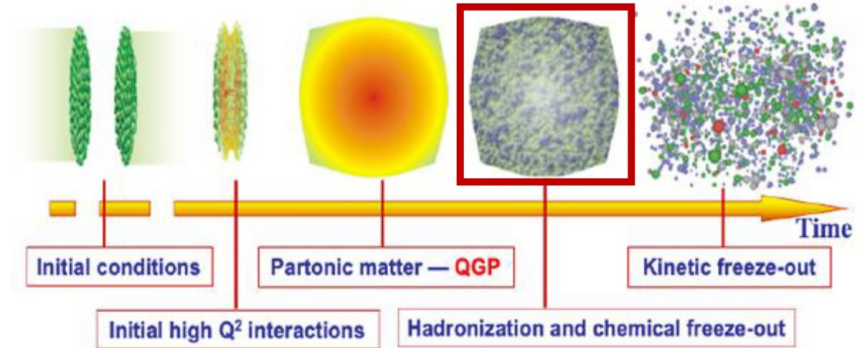 Time
Initial conditions
Partonic matter — QGP
Kinetic freeze-out
Initial high Q² interactions
Hadronization and chemical freeze-out